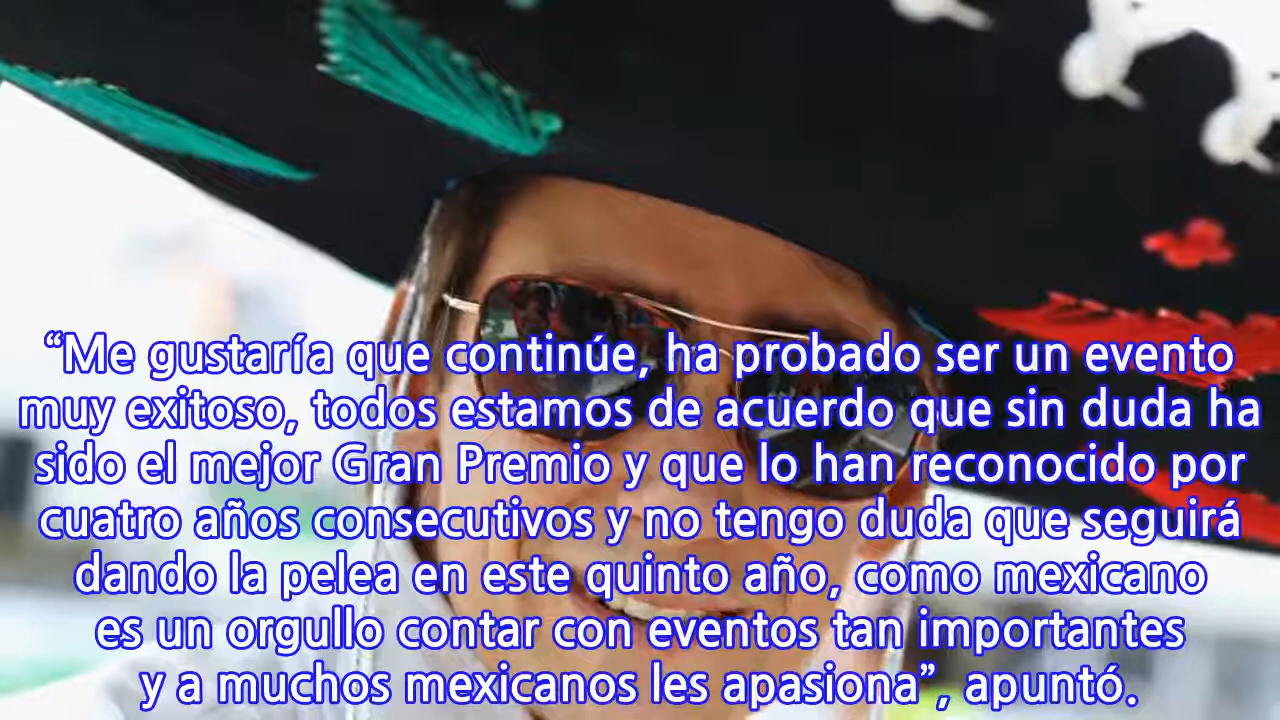 “Me gustaría que continúe, ha probado ser un evento
muy exitoso, todos estamos de acuerdo que sin duda ha
sido el mejor Gran Premio y que lo han reconocido por
cuatro años consecutivos y no tengo duda que seguirá
dando la pelea en este quinto año, como mexicano
es un orgullo contar con eventos tan importantes
y a muchos mexicanos les apasiona”, apuntó.